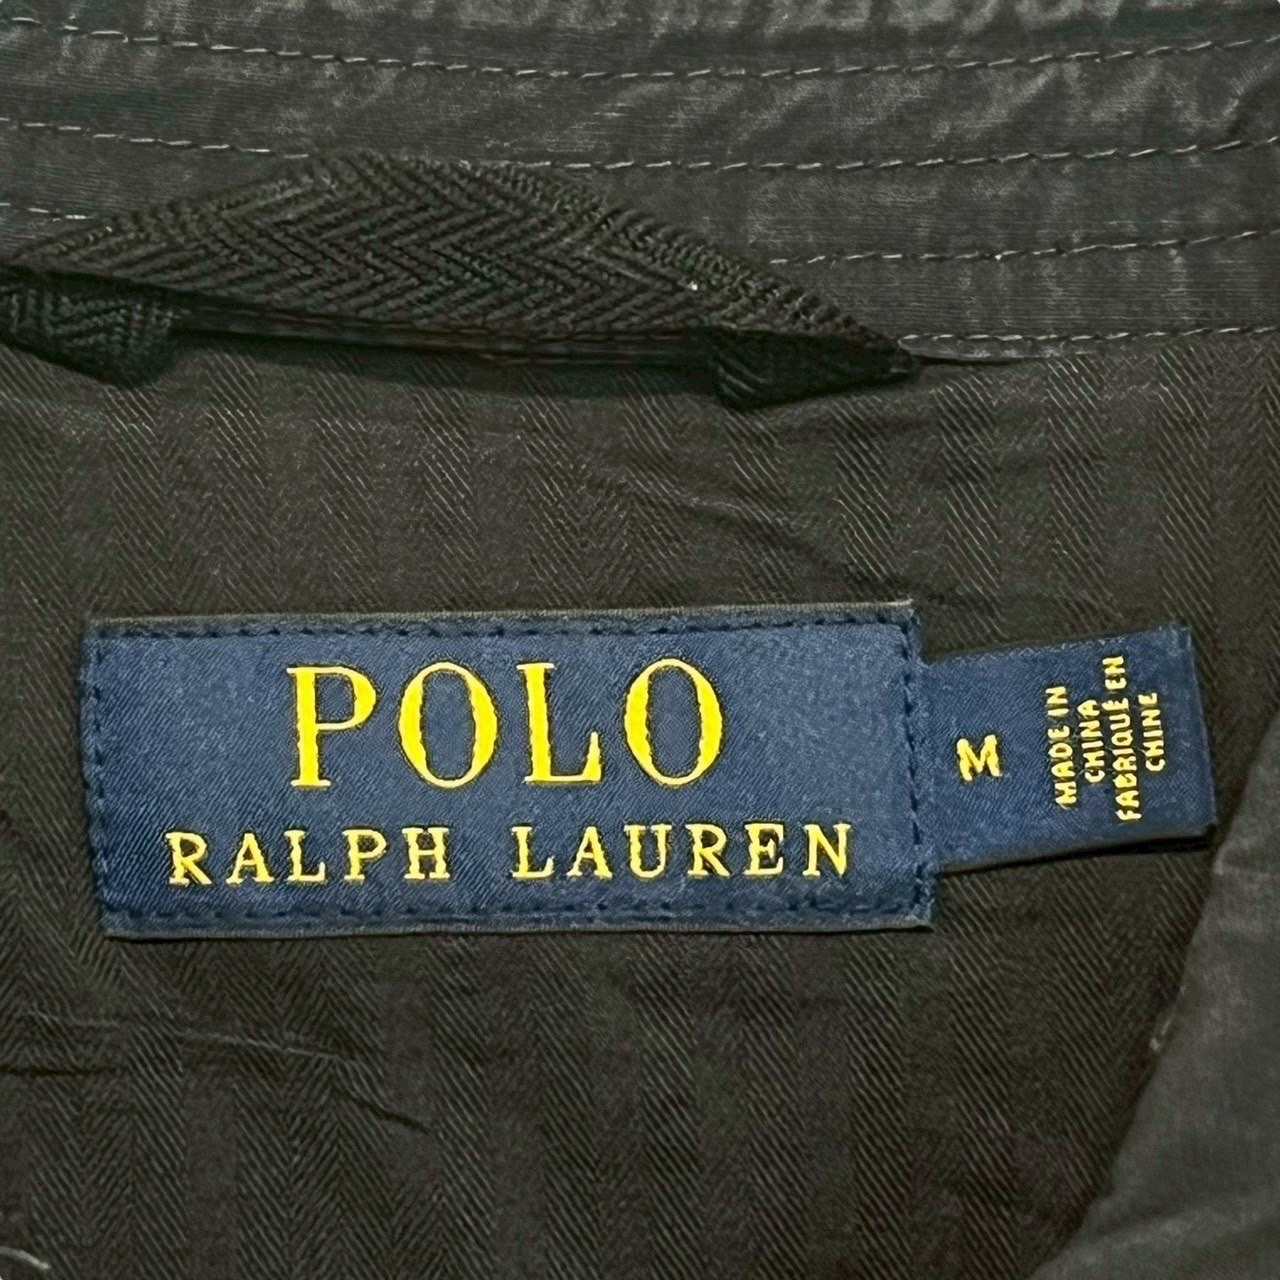 POLO
RALPH LAUREN
M
MADE IN
CHINA
FABRIQUÉ EN
CHINE